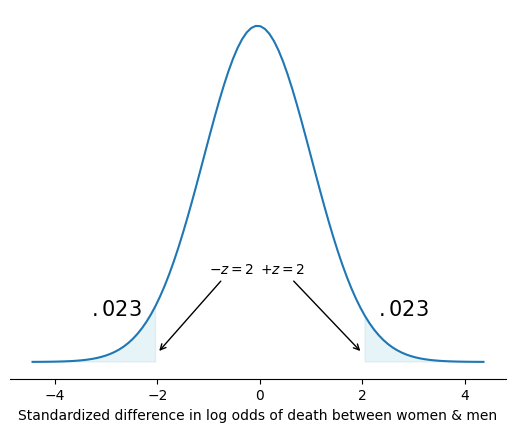 −z = 2 +z = 2
.023 .023
−4 −2 0 2 4
Standardized difference in log odds of death between women & men